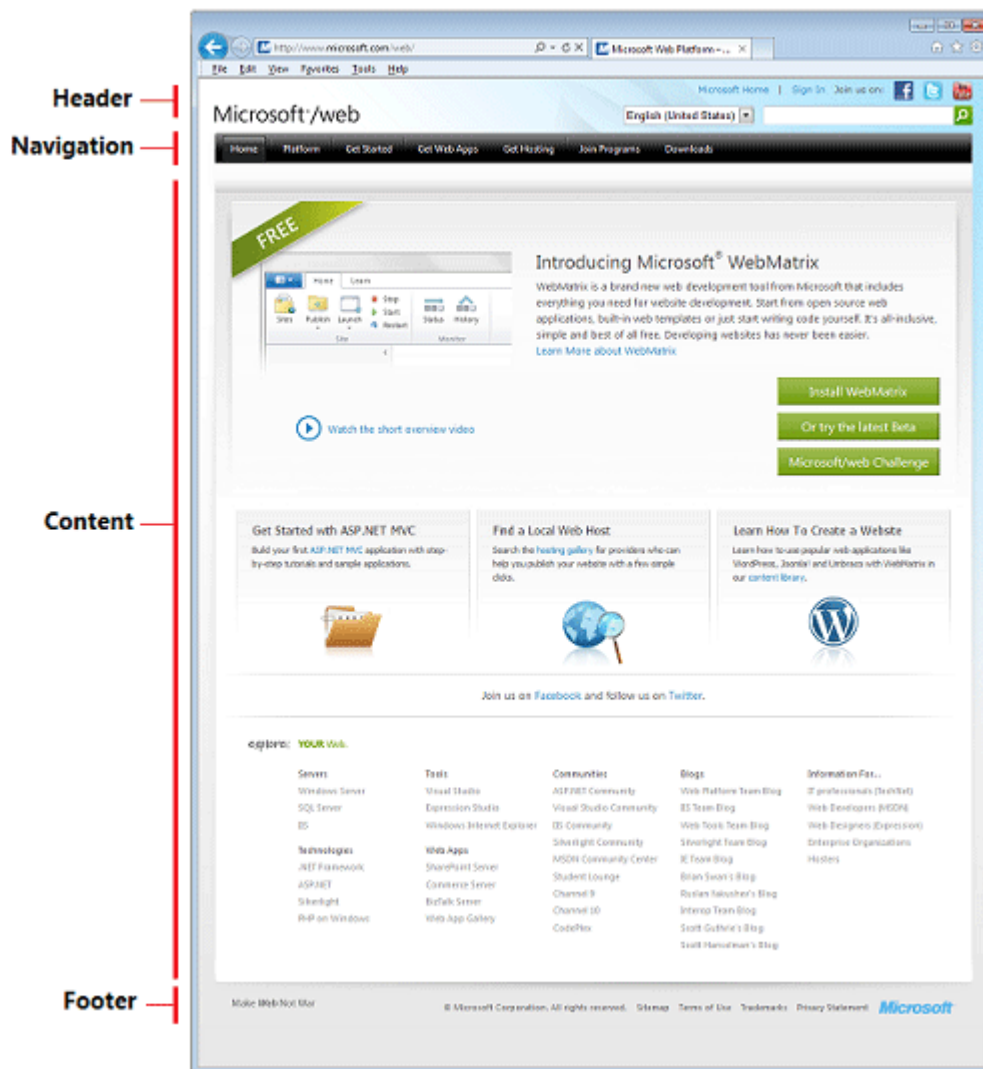 http://www.microsoft.com/web/
Microsoft Web Platform – ...
File Edit View Favorites Tools Help
Header
Microsoft Home | Sign In Join us on:
Microsoft®/web
English (United States)
Navigation
Home Platform Get Started Get Web Apps Get Hosting Join Programs Downloads
FREE
Home Learn
Sites Publish Launch Stop Start Restart Status History
Site Monitor
Introducing Microsoft® WebMatrix
WebMatrix is a brand new web development tool from Microsoft that includes
everything you need for website development. Start from open source web
applications, built-in web templates or just start writing code yourself. It's all-inclusive,
simple and best of all free. Developing websites has never been easier.
Learn More about WebMatrix
Install WebMatrix
Watch the short overview video
Or try the latest Beta
Microsoft/web Challenge
Content
Get Started with ASP.NET MVC
Build your first ASP.NET MVC application with step-
by-step tutorials and sample applications.
Find a Local Web Host
Search the hosting gallery for providers who can
help you publish your website with a few simple
clicks.
Learn How To Create a Website
Learn how to use popular web applications like
WordPress, Joomla! and Umbraco with WebMatrix in
our content library.
Join us on Facebook and follow us on Twitter.
explore: YOUR Web.
Servers
Windows Server
SQL Server
IIS
Technologies
.NET Framework
ASP.NET
Silverlight
PHP on Windows
Tools
Visual Studio
Expression Studio
Windows Internet Explorer
Web Apps
SharePoint Server
Commerce Server
BizTalk Server
Web App Gallery
Communities
ASP.NET Community
Visual Studio Community
IIS Community
Silverlight Community
MSDN Community Center
Student Lounge
Channel 9
Channel 10
CodePlex
Blogs
Web Platform Team Blog
IIS Team Blog
Web Tools Team Blog
Silverlight Team Blog
IE Team Blog
Brian Swan's Blog
Ruslan Yakushev's Blog
Interop Team Blog
Scott Guthrie's Blog
Scott Hanselman's Blog
Information For...
IT professionals (TechNet)
Web Developers (MSDN)
Web Designers (Expression)
Enterprise Organizations
Hosters
Footer
Make Web Not War
© Microsoft Corporation. All rights reserved. Sitemap Terms of Use Trademarks Privacy Statement Microsoft